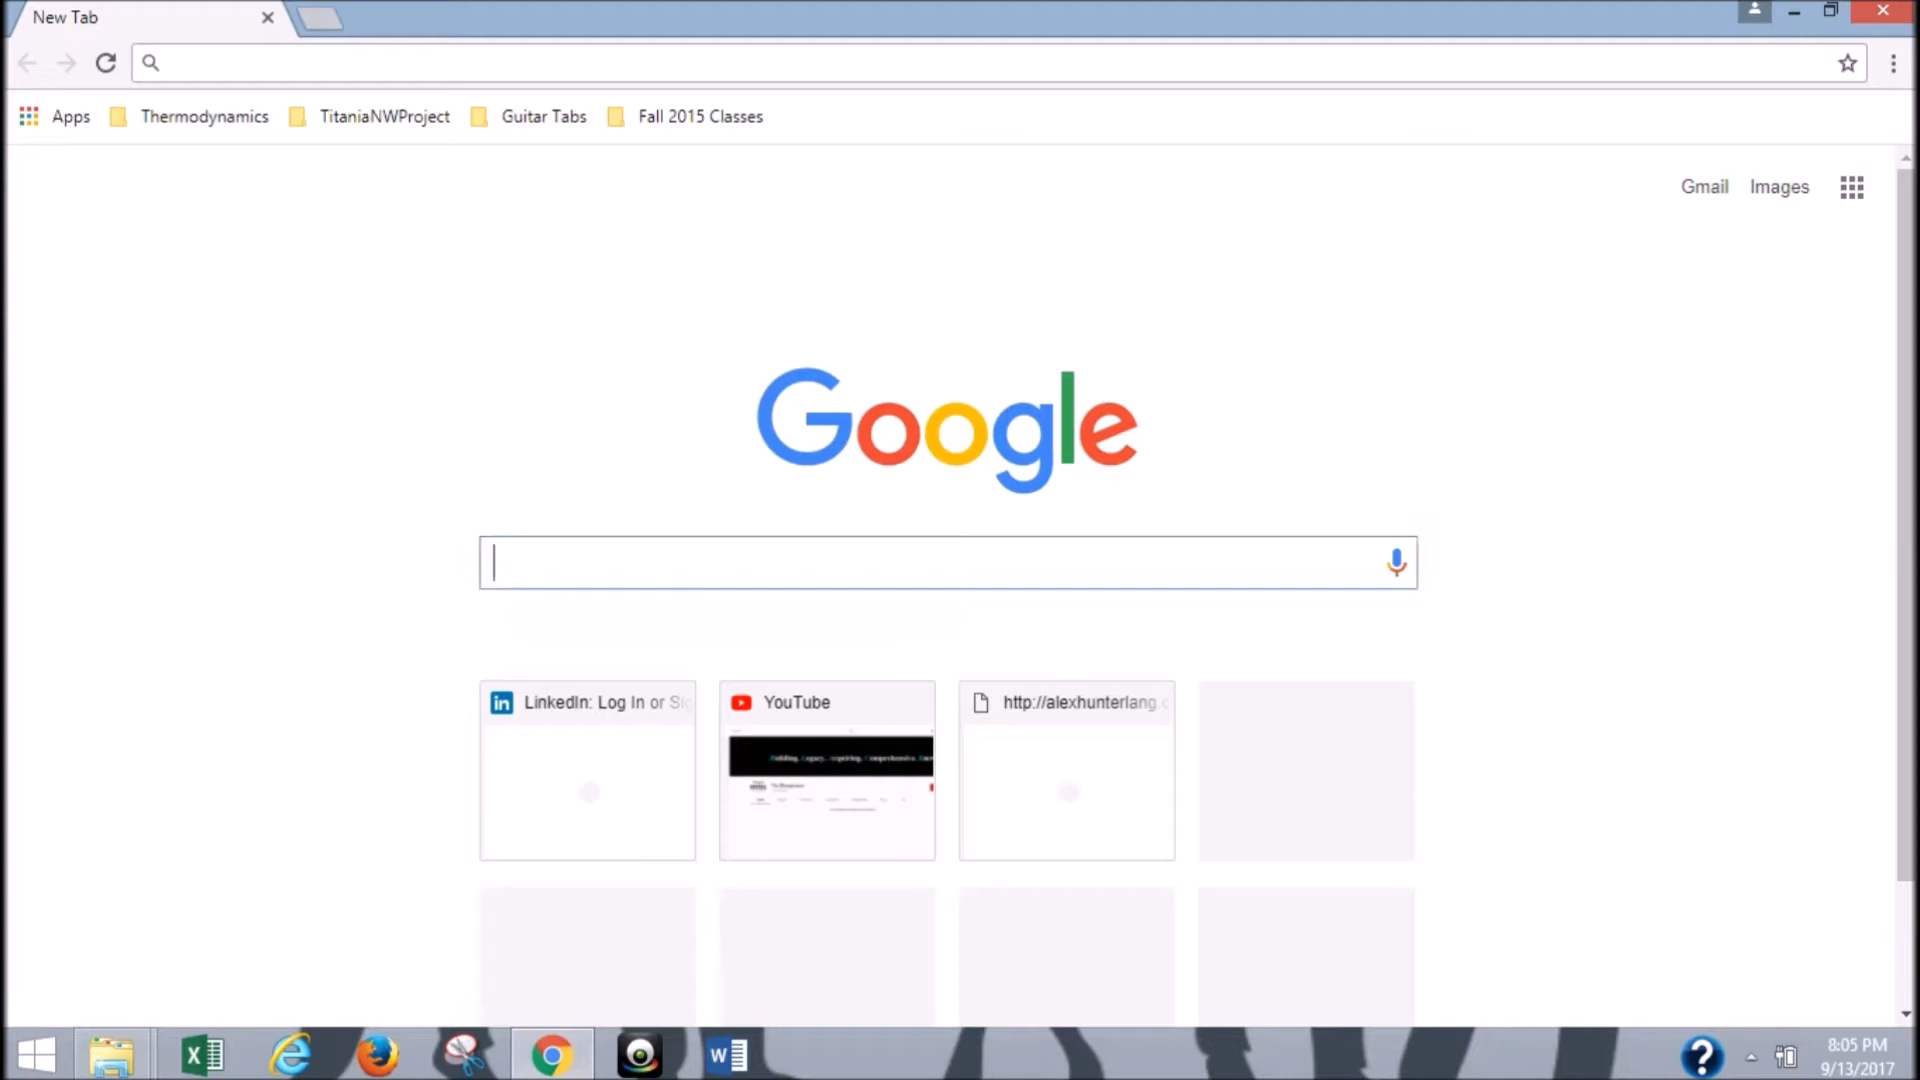 New Tab
Apps Thermodynamics TitaniaNWProject Guitar Tabs Fall 2015 Classes
Gmail Images
Google
LinkedIn: Log In or Sig YouTube http://alexhunterlang.
8:05 PM
9/13/2017